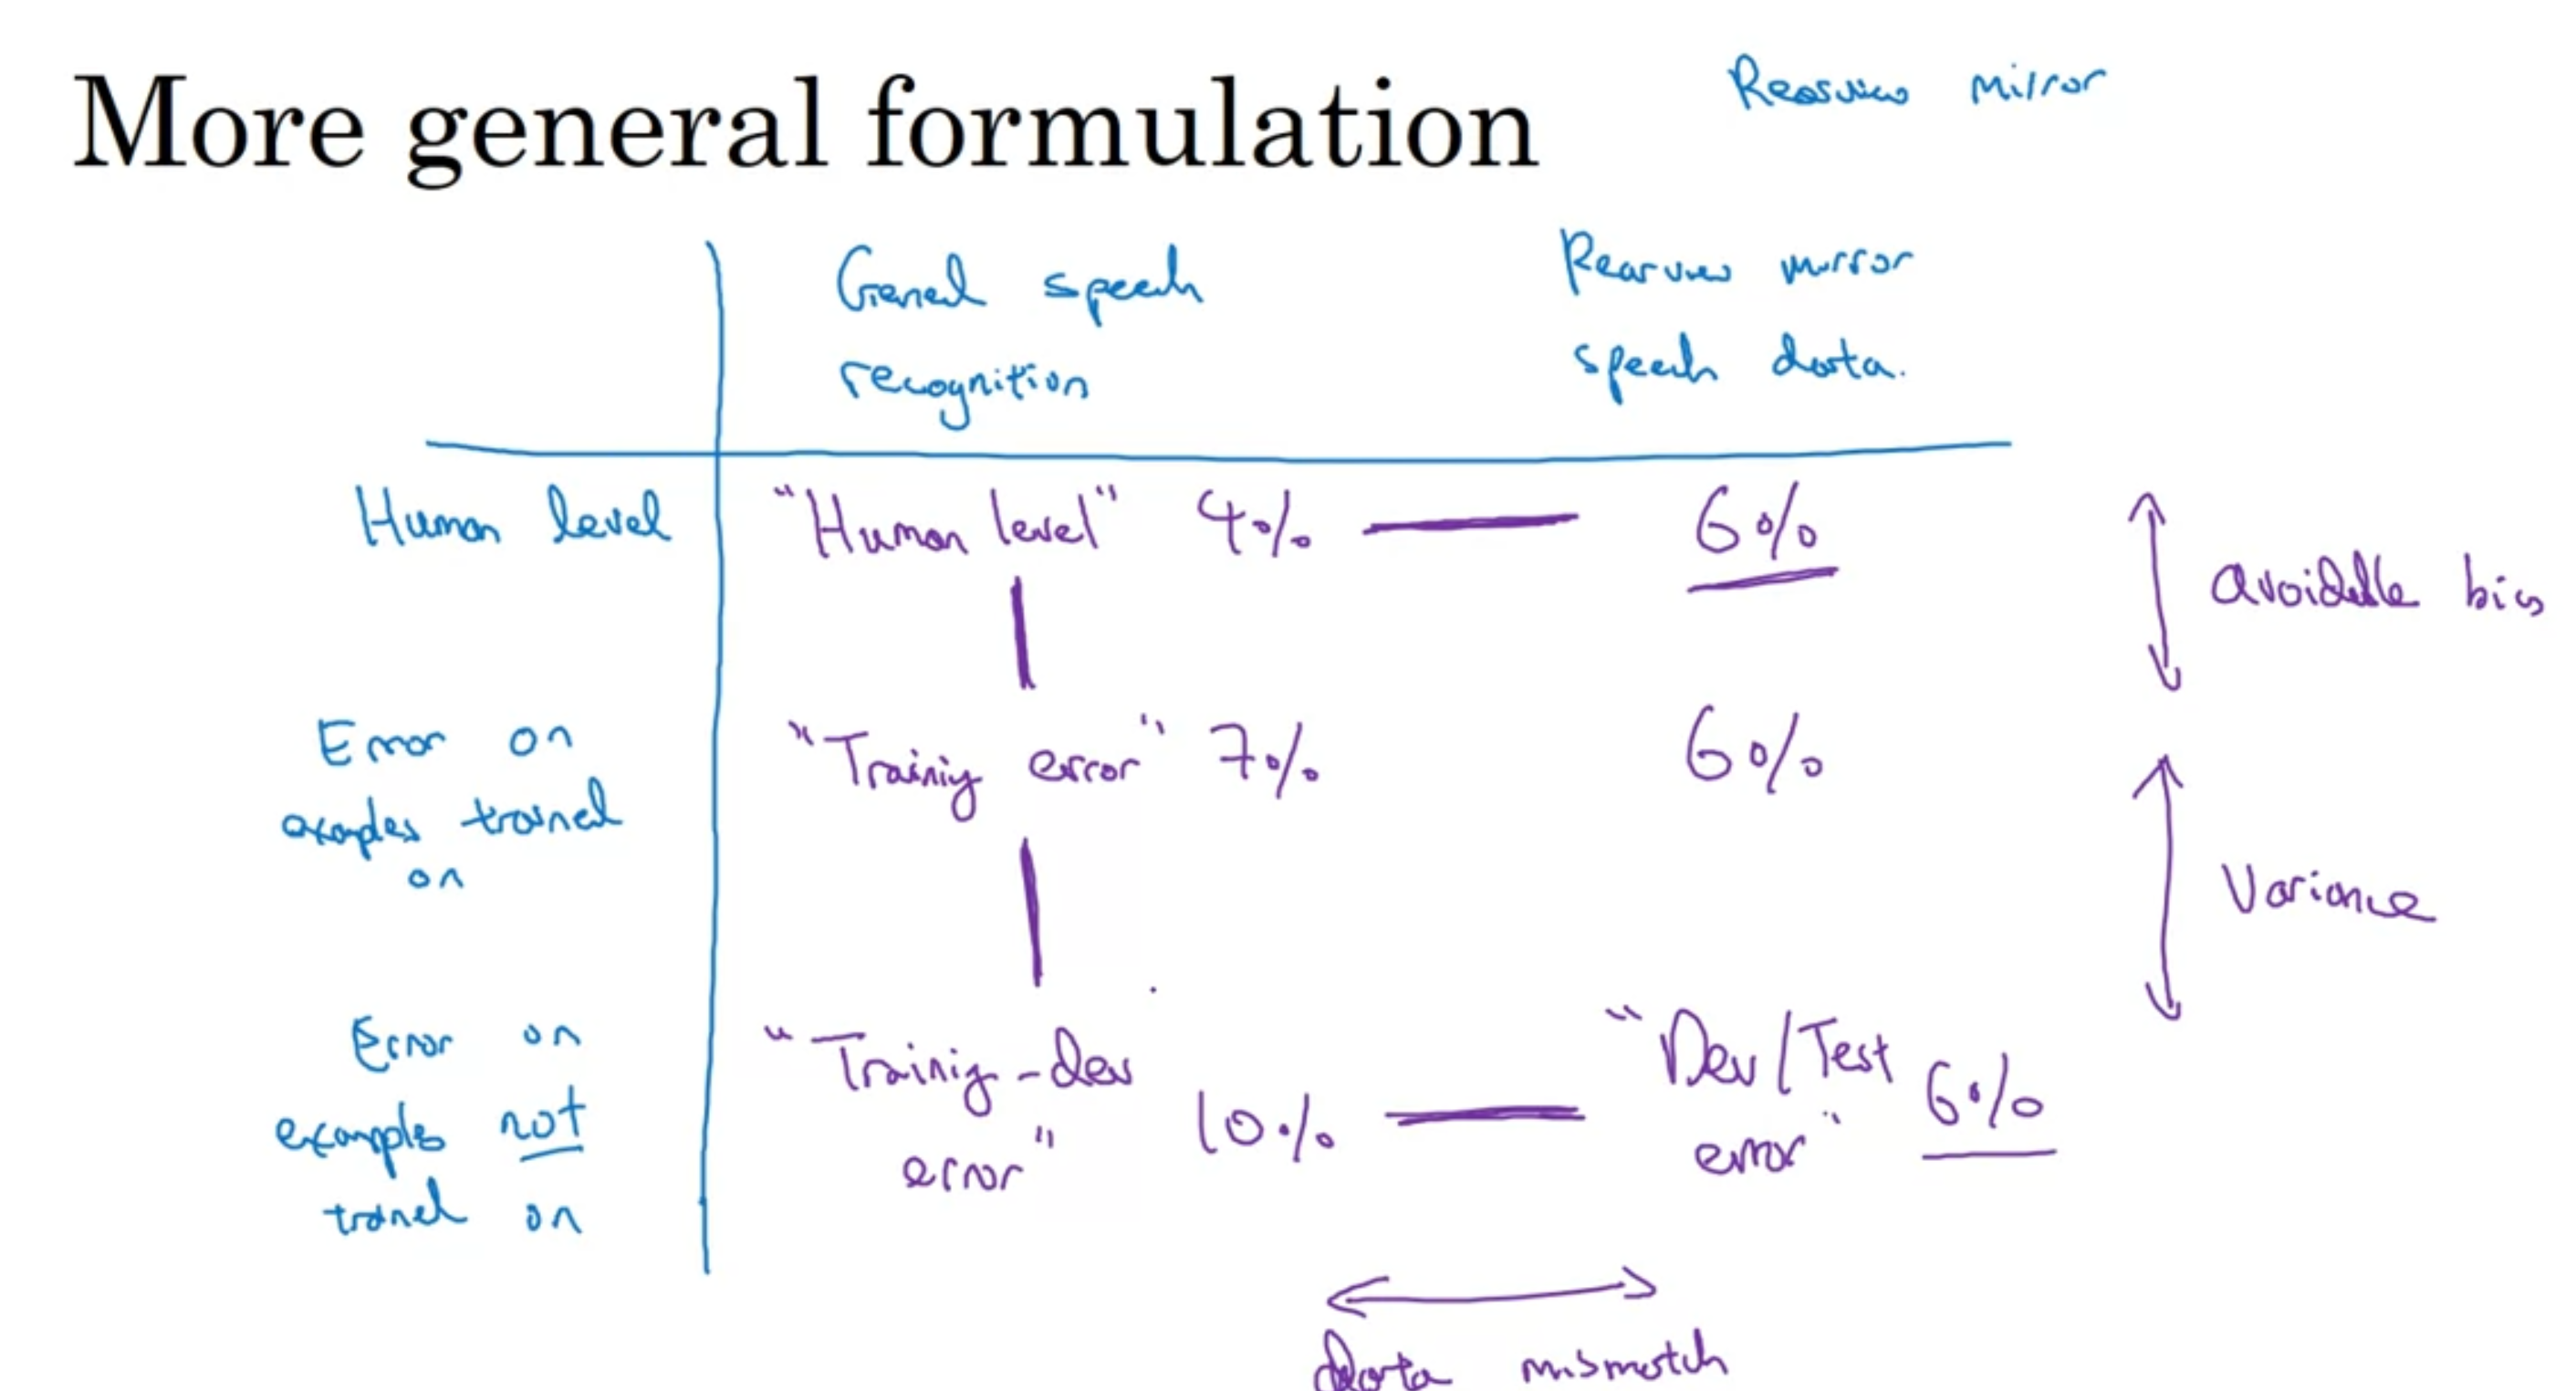 More general formulation
Rearview mirror
General speech
recognition
Rearview mirror
speech data.
Human level
"Human level" 4%
6%
avoidable bias
Error on
examples trained
on
"Training error" 7%
6%
Variance
Error on
examples not
trained on
"Training-dev
error"
10%
"Dev/Test
error"
6%
Data mismatch